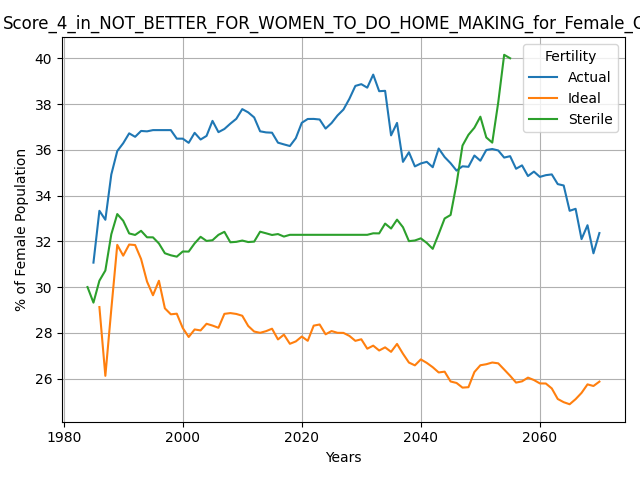 Score_4_in_NOT_BETTER_FOR_WOMEN_TO_DO_HOME_MAKING_for_Female_
Fertility
Actual
Ideal
Sterile
% of Female Population
40
38
36
34
32
30
28
26
1980
2000
2020
2040
2060
Years